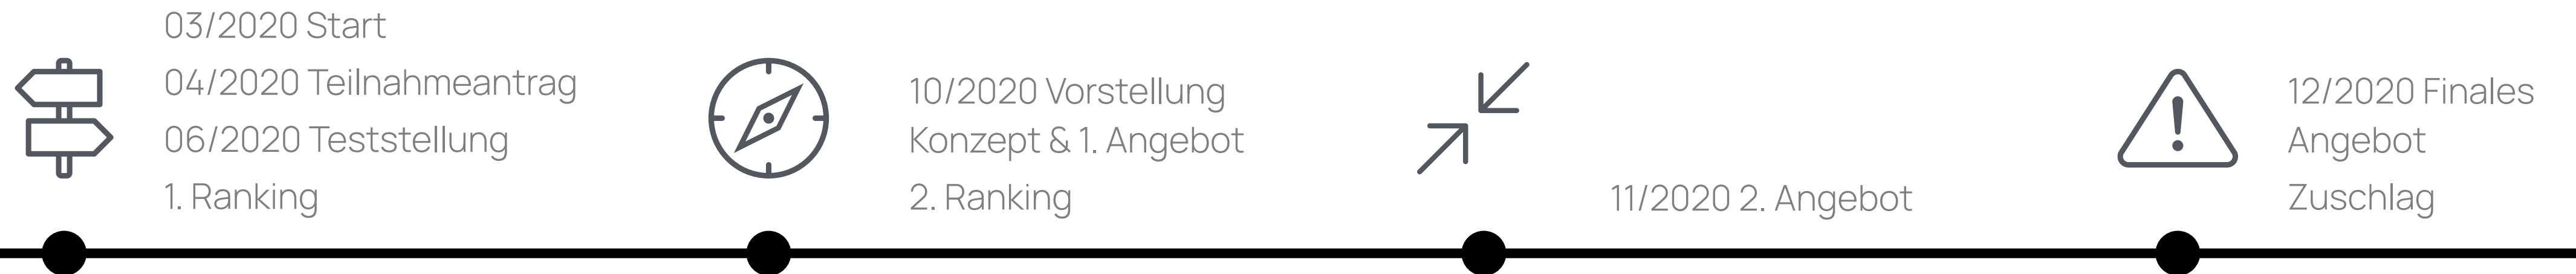 03/2020 Start
04/2020 Teilnahmeantrag
06/2020 Teststellung
1. Ranking
10/2020 Vorstellung
Konzept & 1. Angebot
2. Ranking
11/2020 2. Angebot
12/2020 Finales
Angebot
Zuschlag